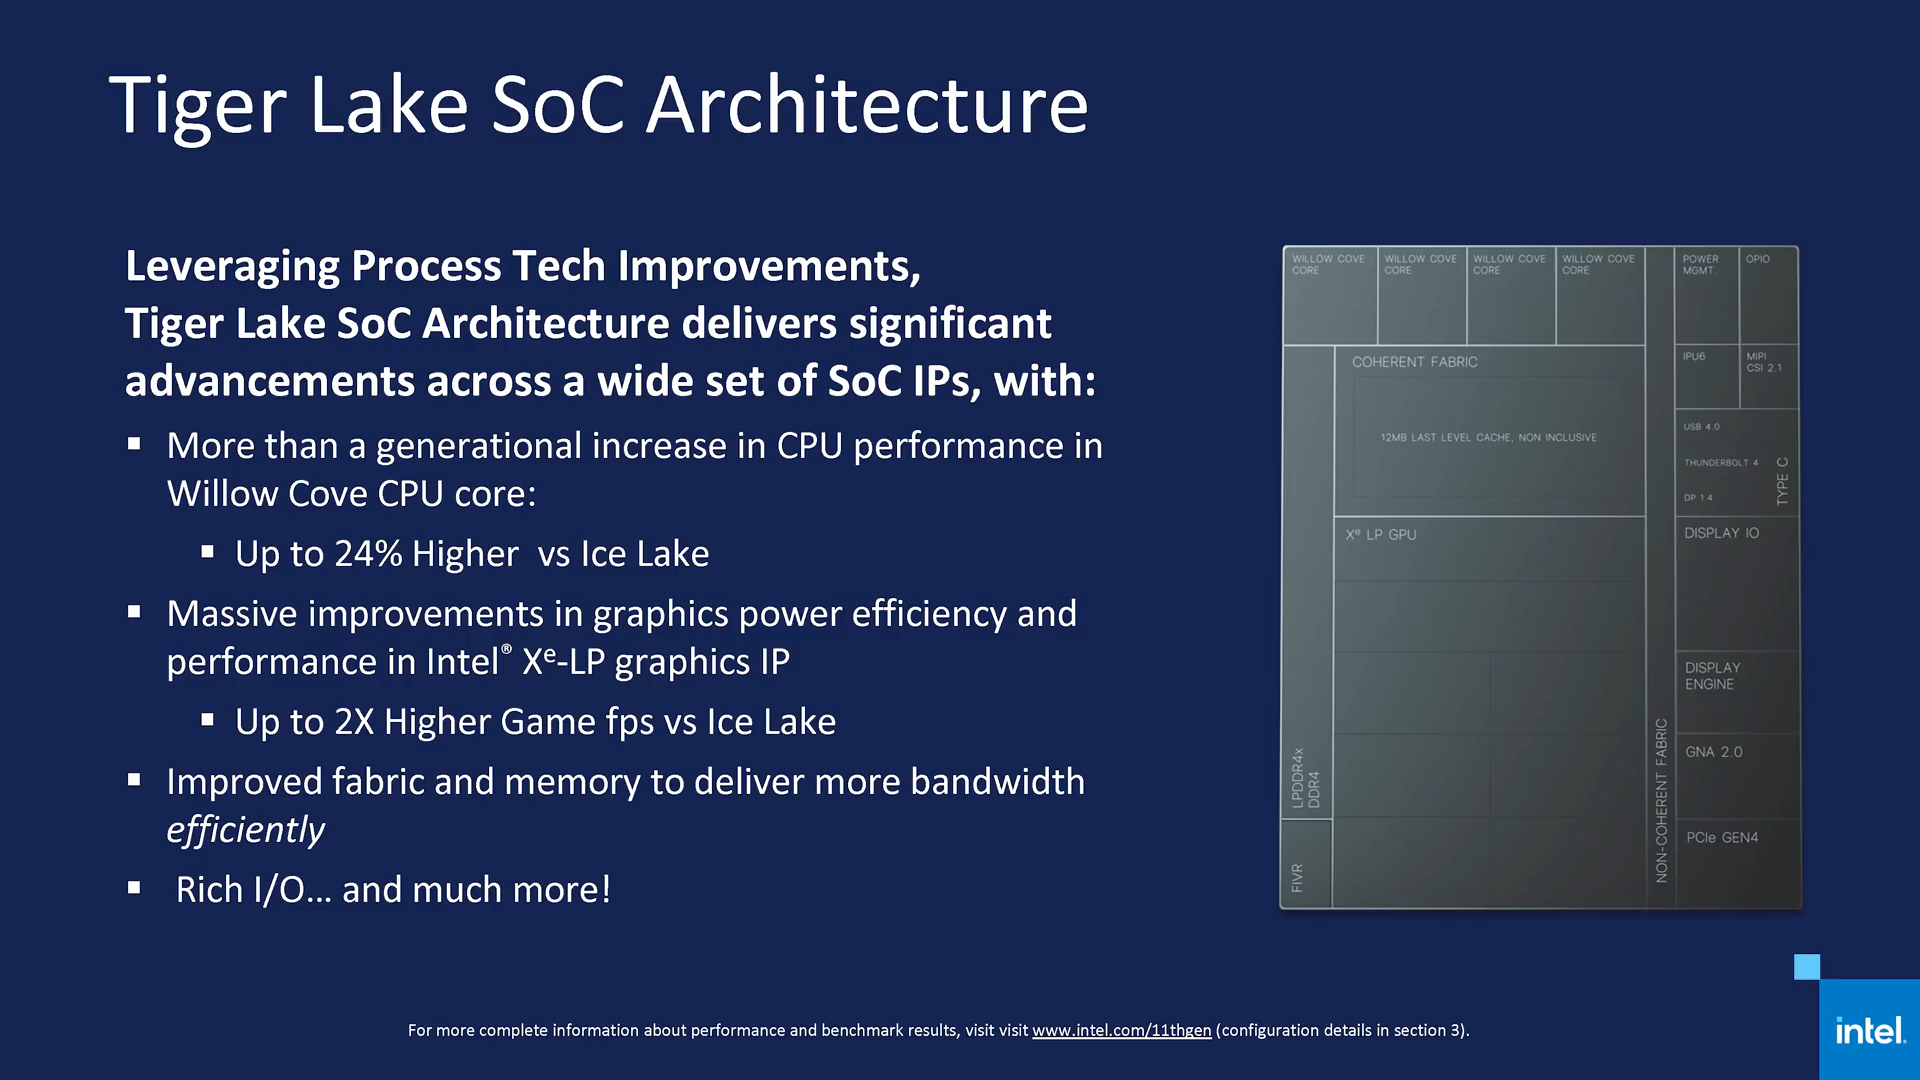 Tiger Lake SoC Architecture
Leveraging Process Tech Improvements,
Tiger Lake SoC Architecture delivers significant
advancements across a wide set of SoC IPs, with:
▪ More than a generational increase in CPU performance in
Willow Cove CPU core:
▪ Up to 24% Higher  vs Ice Lake
▪ Massive improvements in graphics power efficiency and
performance in Intel® Xᵉ-LP graphics IP
▪ Up to 2X Higher Game fps vs Ice Lake
▪ Improved fabric and memory to deliver more bandwidth
efficiently
▪ Rich I/O… and much more!
WILLOW COVE
CORE
WILLOW COVE
CORE
WILLOW COVE
CORE
WILLOW COVE
CORE
POWER
MGMT.
OPIO
COHERENT FABRIC
12MB LAST LEVEL CACHE, NON INCLUSIVE
IPU6
MIPI
CSI 2.1
USB 4.0
THUNDERBOLT 4
DP 1.4
TYPE C
Xᵉ LP GPU
DISPLAY IO
DISPLAY
ENGINE
GNA 2.0
PCIe GEN4
LPDDR4x
DDR4
FIVR
NON-COHERENT FABRIC
For more complete information about performance and benchmark results, visit visit www.intel.com/11thgen (configuration details in section 3).
intel.